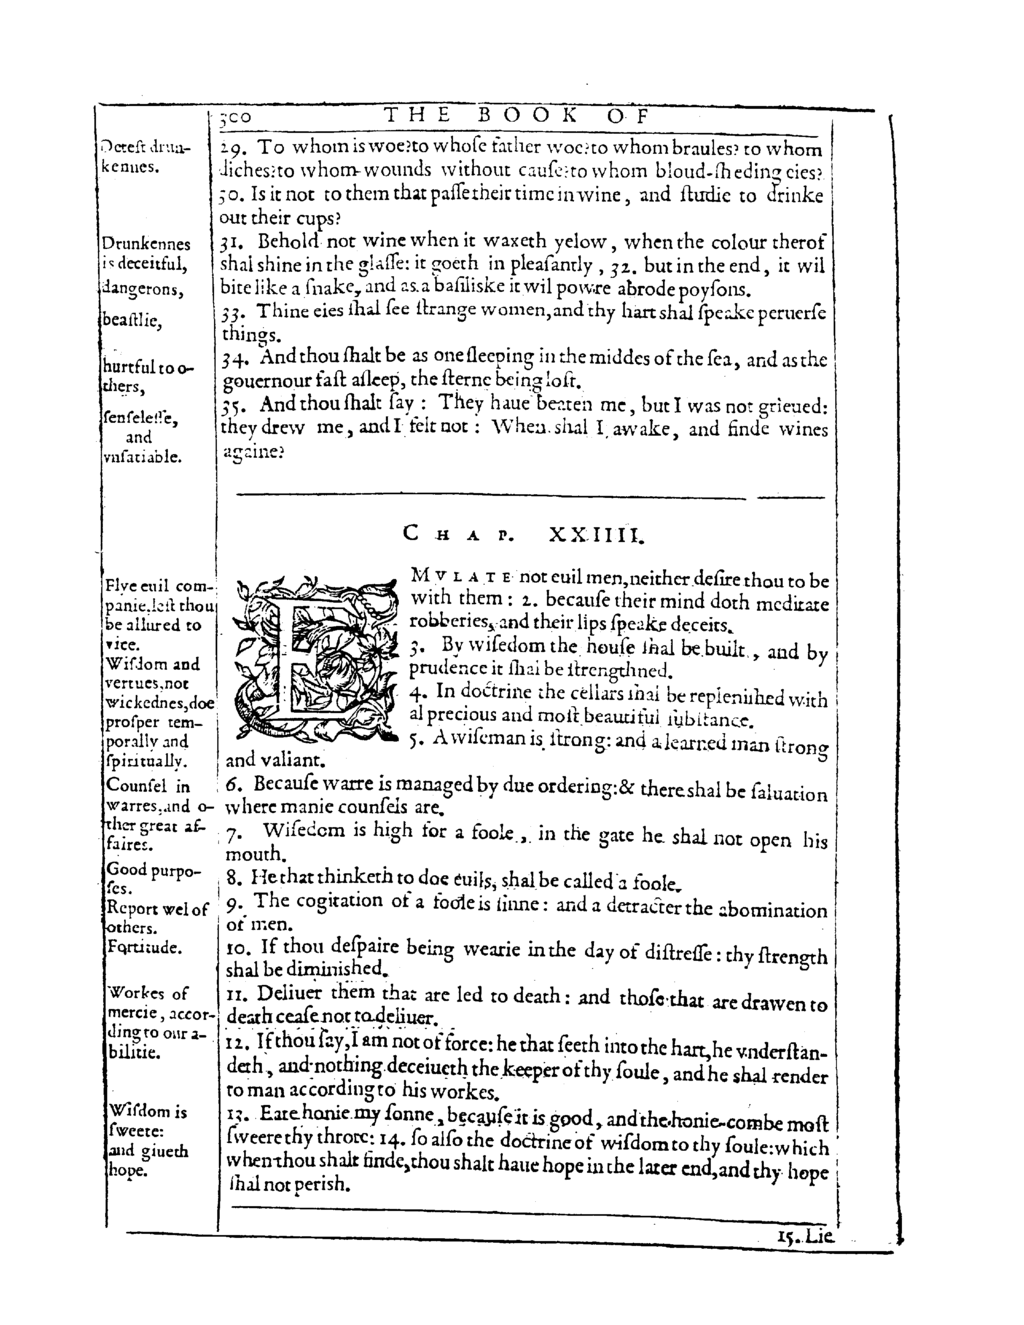 300 THE BOOK OF
Detest drun-
kennes.
29. To whom is woe? to whoſe father woe: to whom braules? to whom
diches: to whom wounds without cauſe: to whom bloud-ſheding eies?
30. Is it not to them that paſſe their time in wine, and ſtudie to drinke
out their cups?
Drunkennes
is deceitful,
dangerons,
beaſtlie,
hurtful to o-
thers,
ſenſeleſſe,
and
vnſatiable.
31. Behold not wine when it waxeth yelow, when the colour therof
shal shine in the glaſſe: it goeth in pleaſantly, 32. but in the end, it wil
bite like a ſnake, and as a baſiliske it wil powre abrode poyſons.
33. Thine eies ſhal ſee ſtrange women, and thy hart shal ſpeake peruerſe
things.
34. And thou ſhalt be as one ſleeping in the middes of the ſea, and as the
gouernour faſt aſleep, the ſterne being loſt.
35. And thou ſhalt ſay: They haue beaten me, but I was not grieued:
they drew me, and I felt not: When shal I awake, and finde wines
againe?
CHAP. XXIIII.
Flye euil com-
panie, leſt thou
be allured to
vice.
Wiſdom and
vertues, not
wickednes, doe
proſper tem-
porally and
ſpiritually.
EMVLATE not euil men, neither deſire thou to be
with them: 2. becauſe their mind doth meditate
robberies, and their lips ſpeake deceits.
3. By wiſedom the houſe ſhal be built, and by
prudence it ſhal be ſtrengthned.
4. In doctrine the cellars ſhal be repleniſhed with
al precious and moſt beautiful ſubſtance.
5. A wiſeman is ſtrong: and a learned man ſtrong
and valiant.
Counſel in
warres, and o-
ther great af-
faires.
6. Becauſe warre is managed by due ordering: & there shal be ſaluation
where manie counſels are.
7. Wiſedom is high for a foole, in the gate he shal not open his
mouth.
Good purpo-
ſes.
8. He that thinketh to doe euils, shal be called a foole.
Report wel of
others.
9. The cogitation of a foole is ſinne: and a detracter the abomination
of men.
Fortitude.
10. If thou deſpaire being wearie in the day of diſtreſſe: thy ſtrength
shal be diminished.
Workes of
mercie, accor-
ding to our a-
bilitie.
11. Deliuer them that are led to death: and thoſe that are drawen to
death ceaſe not to deliuer.
12. If thou ſay, I am not of force: he that ſeeth into the hart, he vnderſtan-
deth, and nothing deceiueth the keeper of thy ſoule, and he shal render
to man according to his workes.
Wiſdom is
ſweete:
and giueth
hope.
13. Eate honie my ſonne, becauſe it is good, and the honie-combe moſt
ſweete thy throte: 14. ſo alſo the doctrine of wiſdom to thy ſoule: which
when thou shalt finde, thou shalt haue hope in the later end, and thy hope
ſhal not perish.
15. Lie